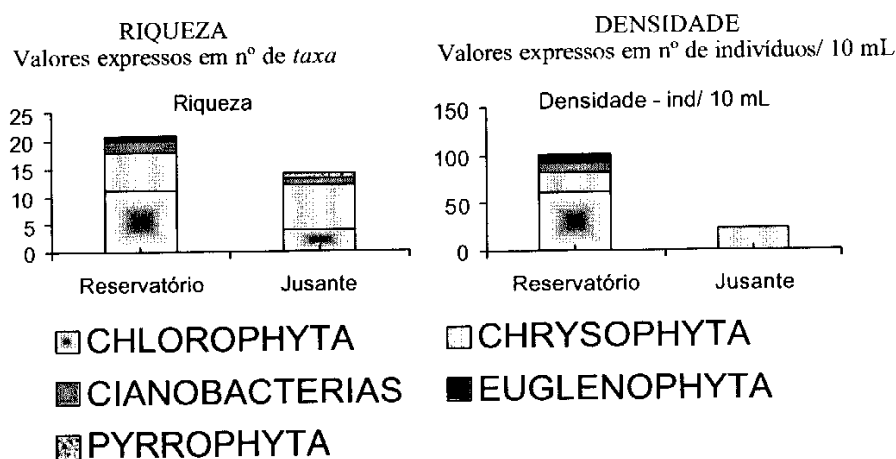 RIQUEZA
Valores expressos em nº de taxa
DENSIDADE
Valores expressos em nº de indivíduos/ 10 mL
Riqueza
25
20
15
10
5
0
Reservatório Jusante
Densidade - ind/ 10 mL
150
100
50
0
Reservatório Jusante
CHLOROPHYTA CHRYSOPHYTA
CIANOBACTERIAS EUGLENOPHYTA
PYRROPHYTA